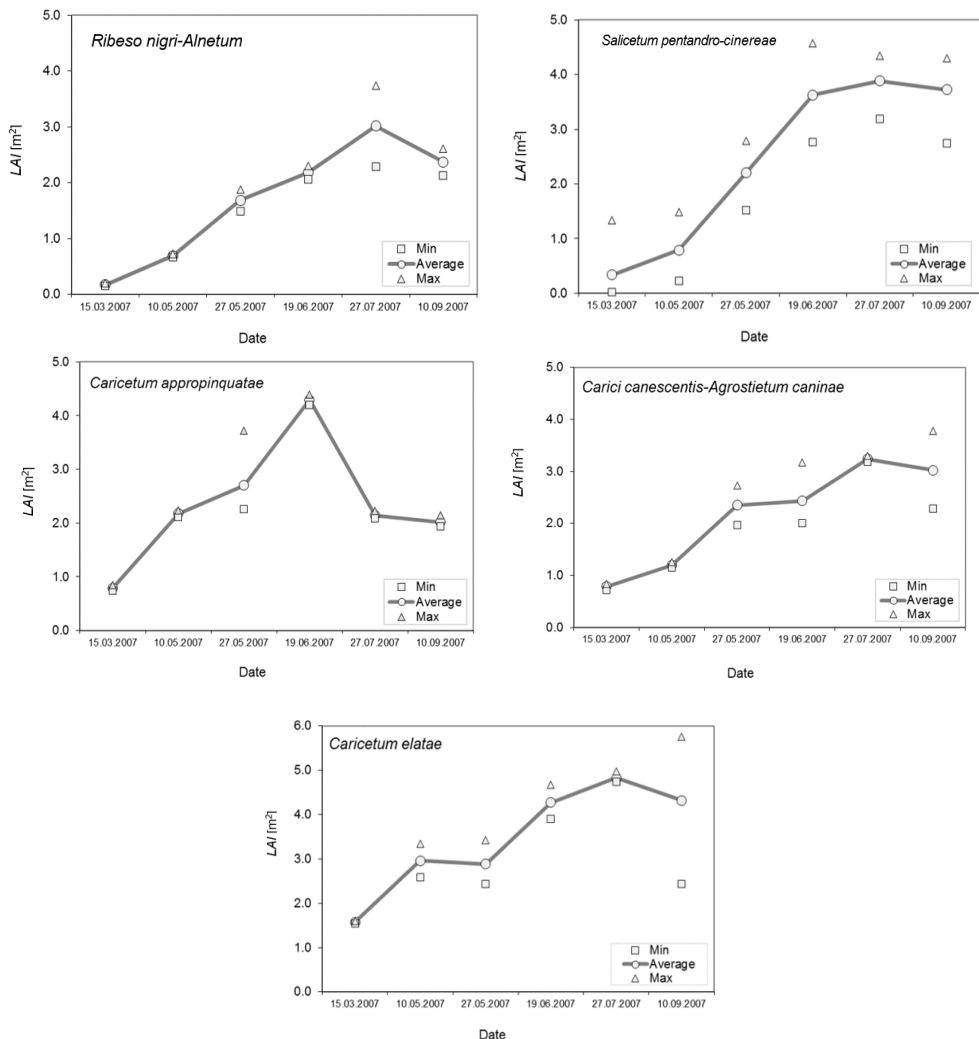 Ribeso nigri-Alnetum
LAI [m²]
5.0
4.0
3.0
2.0
1.0
0.0
Min
Average
Max
15.03.2007 10.05.2007 27.05.2007 19.06.2007 27.07.2007 10.09.2007
Date
Salicetum pentandro-cinereae
LAI [m²]
5.0
4.0
3.0
2.0
1.0
0.0
Min
Average
Max
15.03.2007 10.05.2007 27.05.2007 19.06.2007 27.07.2007 10.09.2007
Date
Caricetum appropinquatae
LAI [m²]
5.0
4.0
3.0
2.0
1.0
0.0
Min
Average
Max
15.03.2007 10.05.2007 27.05.2007 19.06.2007 27.07.2007 10.09.2007
Date
Carici canescentis-Agrostietum caninae
LAI [m²]
5.0
4.0
3.0
2.0
1.0
0.0
Min
Average
Max
15.03.2007 10.05.2007 27.05.2007 19.06.2007 27.07.2007 10.09.2007
Date
Caricetum elatae
LAI [m²]
6.0
5.0
4.0
3.0
2.0
1.0
0.0
Min
Average
Max
15.03.2007 10.05.2007 27.05.2007 19.06.2007 27.07.2007 10.09.2007
Date